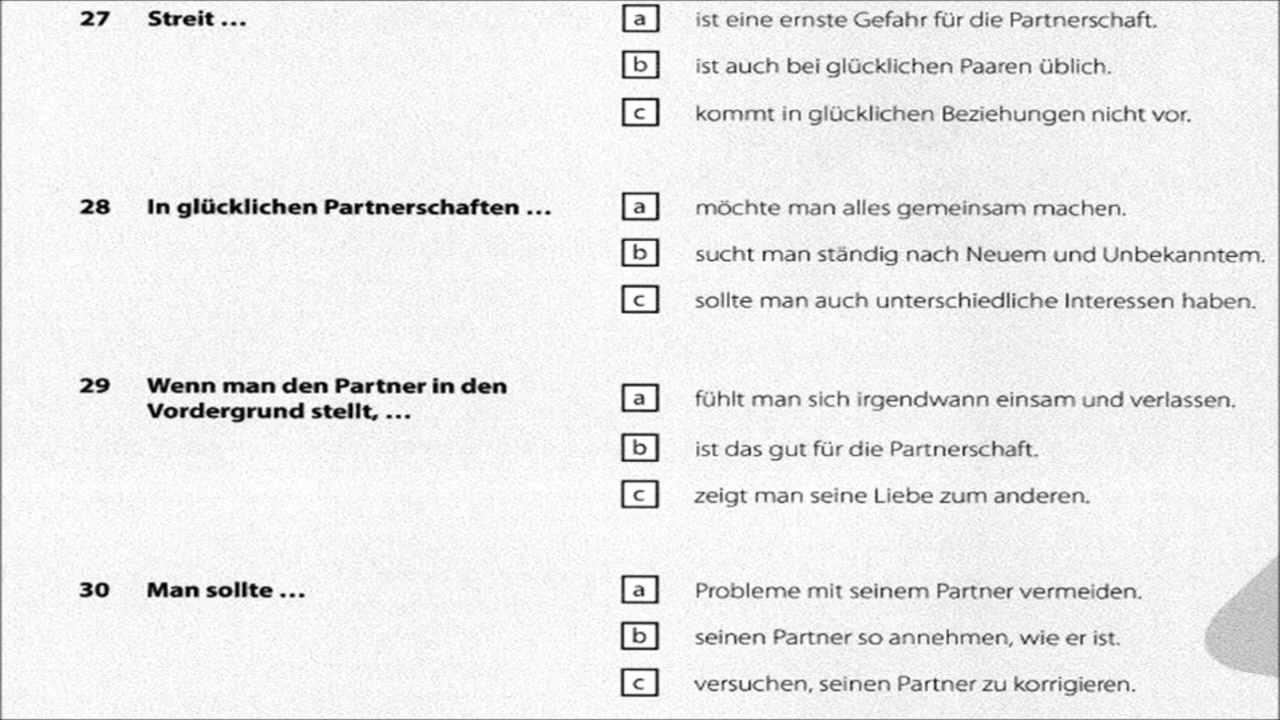 27 Streit ...
a ist eine ernste Gefahr für die Partnerschaft.
b ist auch bei glücklichen Paaren üblich.
c kommt in glücklichen Beziehungen nicht vor.
28 In glücklichen Partnerschaften ...
a möchte man alles gemeinsam machen.
b sucht man ständig nach Neuem und Unbekanntem.
c sollte man auch unterschiedliche Interessen haben.
29 Wenn man den Partner in den
Vordergrund stellt, ...
a fühlt man sich irgendwann einsam und verlassen.
b ist das gut für die Partnerschaft.
c zeigt man seine Liebe zum anderen.
30 Man sollte ...
a Probleme mit seinem Partner vermeiden.
b seinen Partner so annehmen, wie er ist.
c versuchen, seinen Partner zu korrigieren.